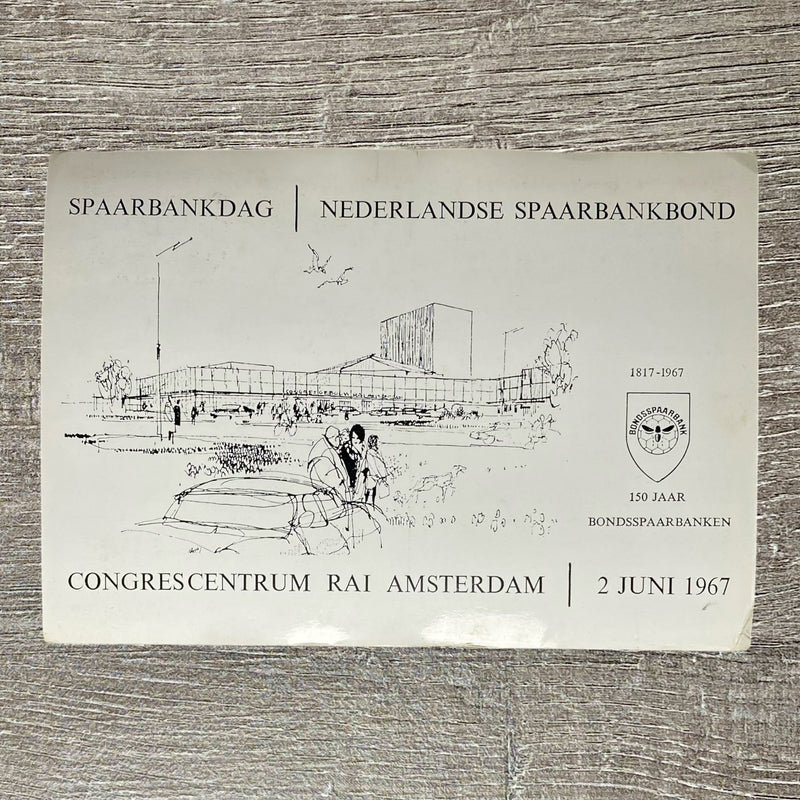 SPAARBANKDAG | NEDERLANDSE SPAARBANKBOND
1817-1967
BONDSSPAARBANK
150 JAAR
BONDSSPAARBANKEN
CONGRESCENTRUM RAI AMSTERDAM | 2 JUNI 1967